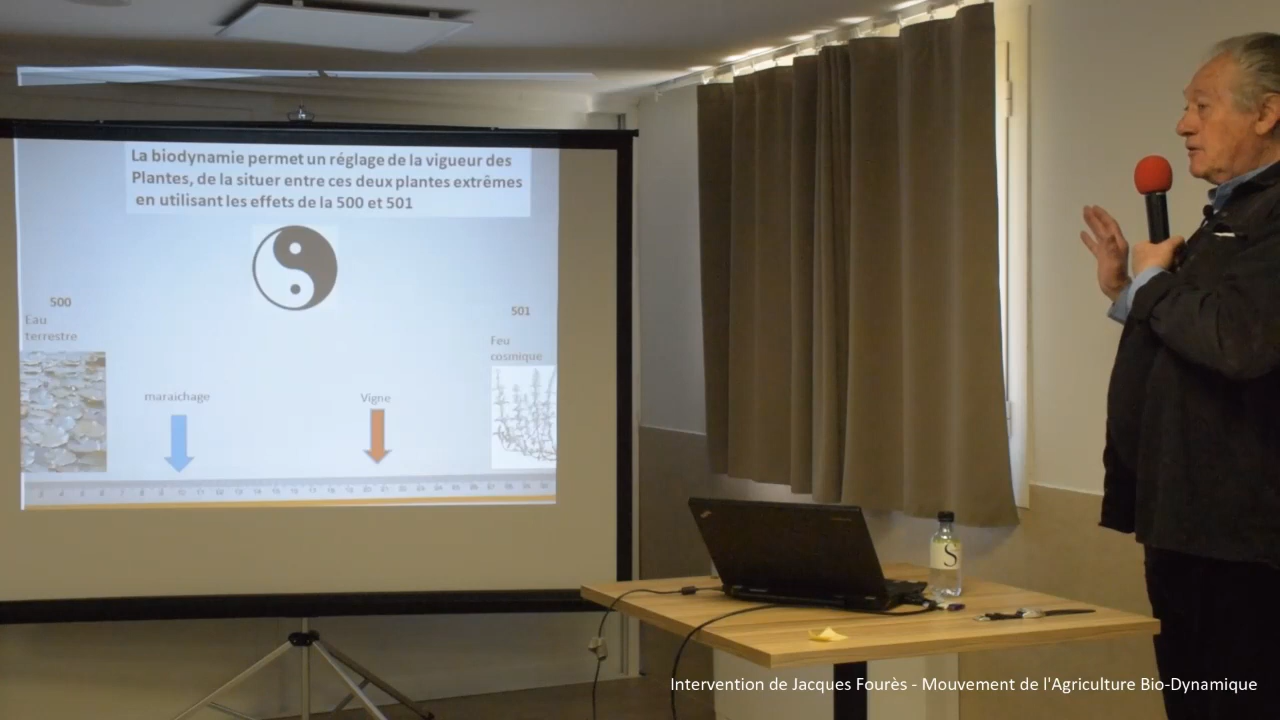 La biodynamie permet un réglage de la vigueur des
Plantes, de la situer entre ces deux plantes extrêmes
en utilisant les effets de la 500 et 501
500
501
Eau
terrestre
Feu
cosmique
maraichage
Vigne
S
Intervention de Jacques Fourès - Mouvement de l'Agriculture Bio-Dynamique